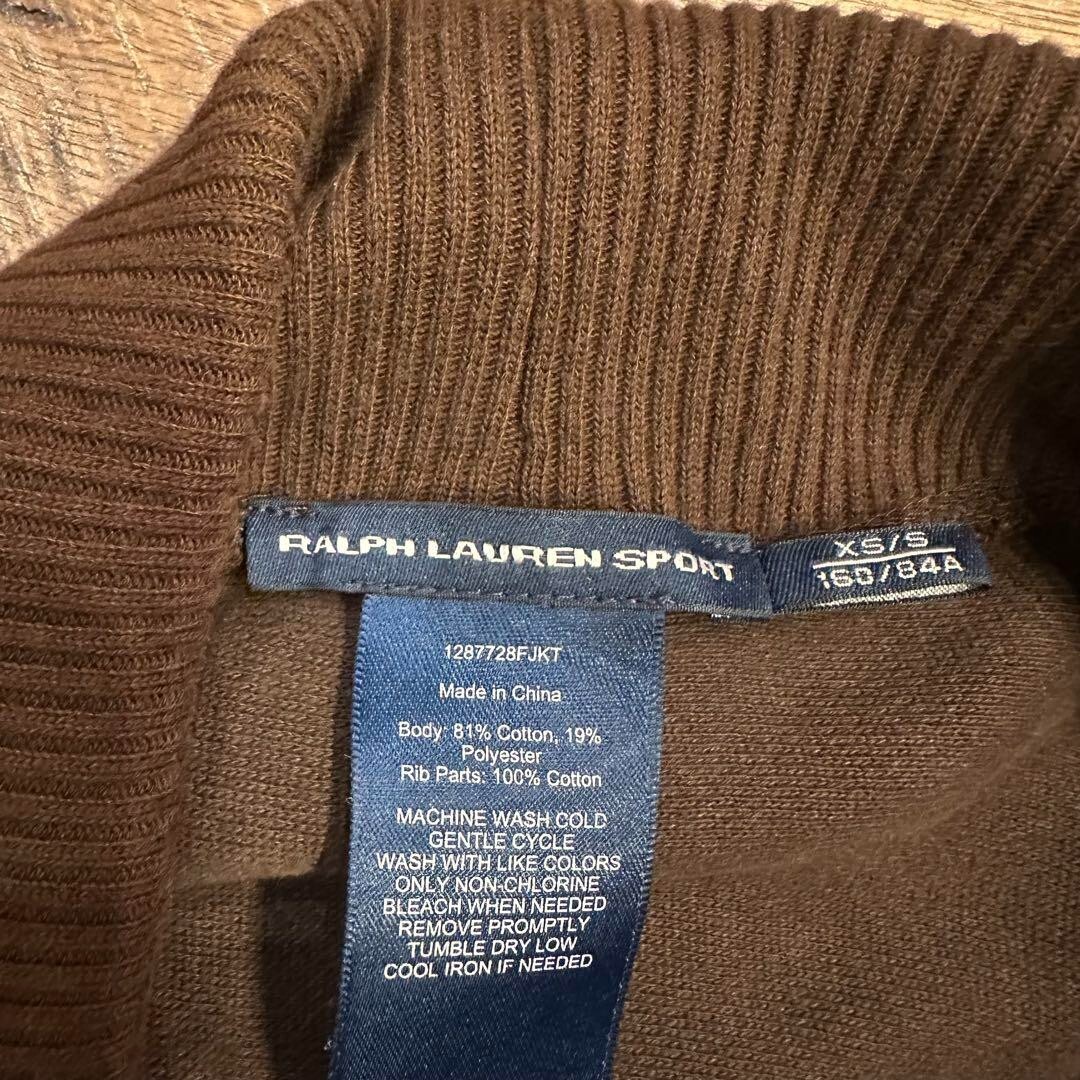 RALPH LAUREN SPORT
XS/S
160/84A
1287728FJKT
Made in China
Body: 81% Cotton, 19%
Polyester
Rib Parts: 100% Cotton
MACHINE WASH COLD
GENTLE CYCLE
WASH WITH LIKE COLORS
ONLY NON-CHLORINE
BLEACH WHEN NEEDED
REMOVE PROMPTLY
TUMBLE DRY LOW
COOL IRON IF NEEDED